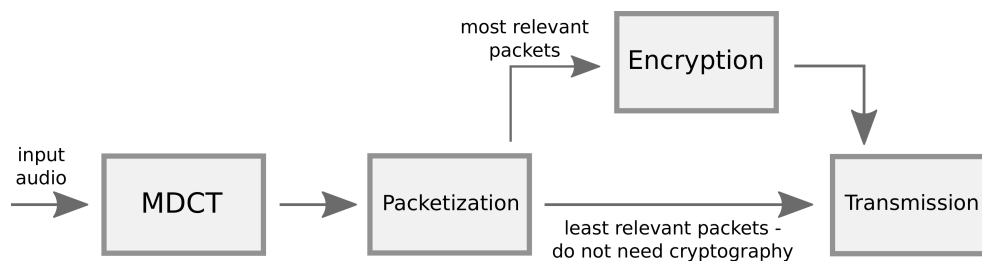 most relevant
packets
Encryption
input
audio
MDCT
Packetization
Transmission
least relevant packets -
do not need cryptography